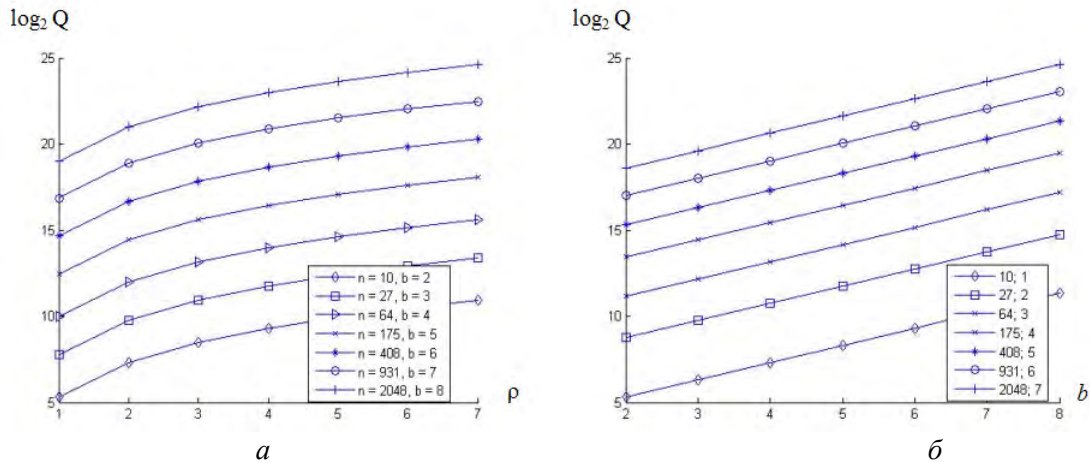 log₂ Q
25
20
15
10
5
1 2 3 4 5 6 7
ρ
n = 10, b = 2
n = 27, b = 3
n = 64, b = 4
n = 175, b = 5
n = 408, b = 6
n = 931, b = 7
n = 2048, b = 8
а
log₂ Q
25
20
15
10
5
2 3 4 5 6 7 8
b
10; 1
27; 2
64; 3
175; 4
408; 5
931; 6
2048; 7
б